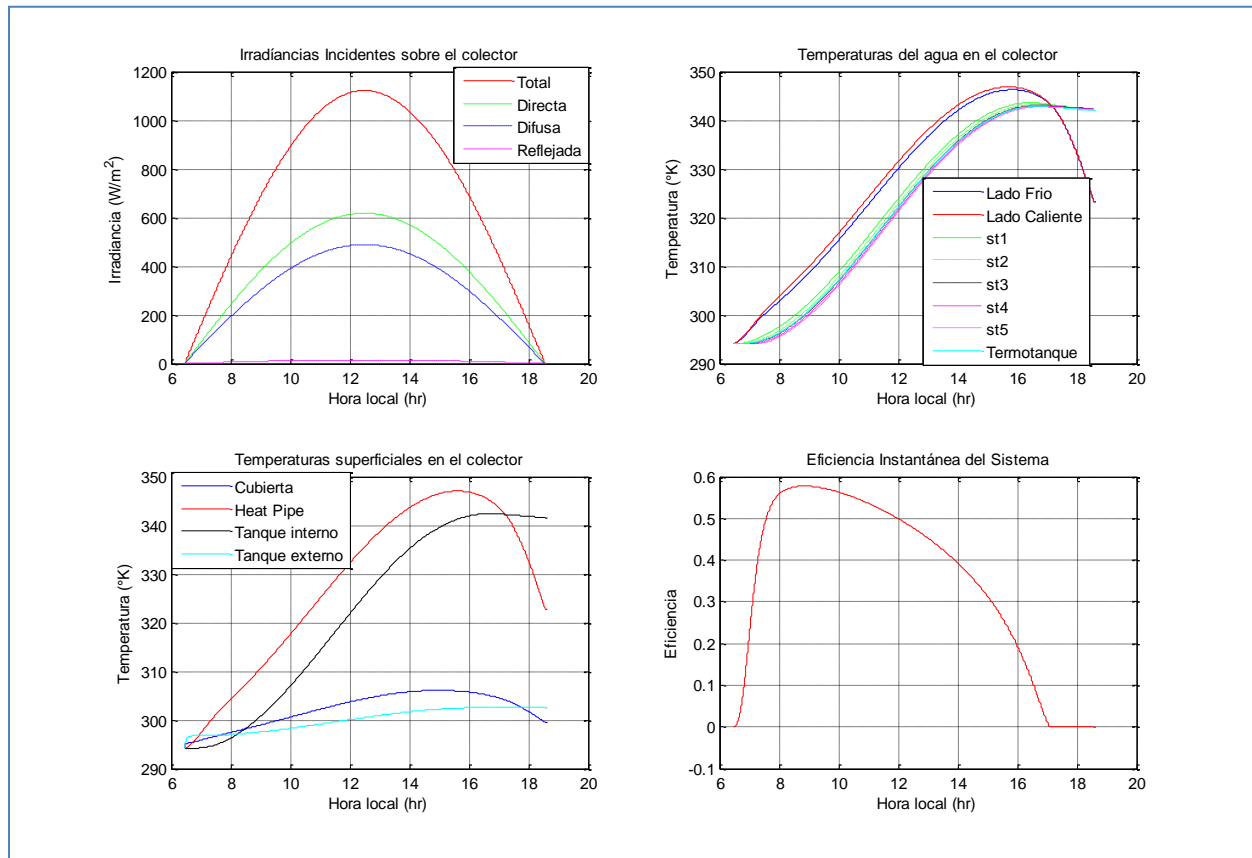 Irradíancias Incidentes sobre el colector
1200
1000
800
600
400
200
0
6
8
10
12
14
16
18
20
Irradiancia (W/m²)
Hora local (hr)
Total
Directa
Difusa
Reflejada
Temperaturas del agua en el colector
350
340
330
320
310
300
290
6
8
10
12
14
16
18
20
Temperatura (°K)
Hora local (hr)
Lado Frio
Lado Caliente
st1
st2
st3
st4
st5
Termotanque
Temperaturas superficiales en el colector
350
340
330
320
310
300
290
6
8
10
12
14
16
18
20
Temperatura (°K)
Hora local (hr)
Cubierta
Heat Pipe
Tanque interno
Tanque externo
Eficiencia Instantánea del Sistema
0.6
0.5
0.4
0.3
0.2
0.1
0
-0.1
6
8
10
12
14
16
18
20
Eficiencia
Hora local (hr)